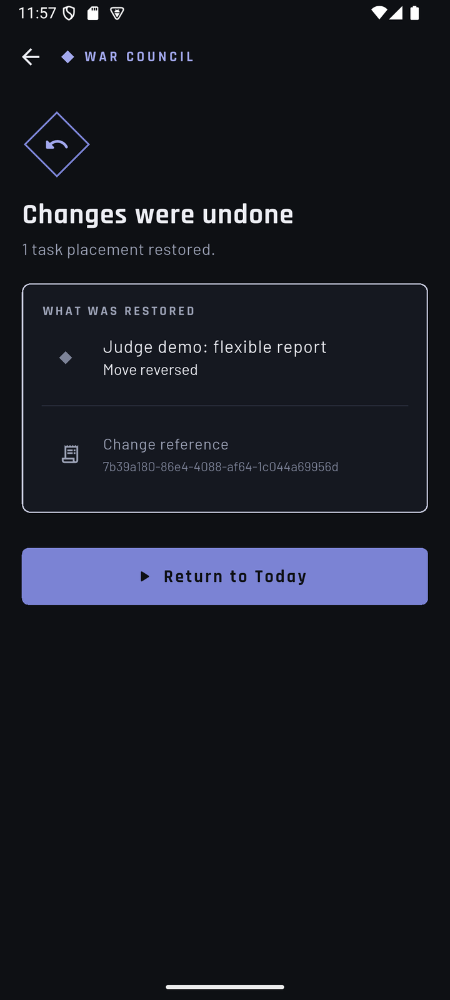 11:57
WAR COUNCIL
Changes were undone
1 task placement restored.
WHAT WAS RESTORED
Judge demo: flexible report
Move reversed
Change reference
7b39a180-86e4-4088-af64-1c044a69956d
Return to Today